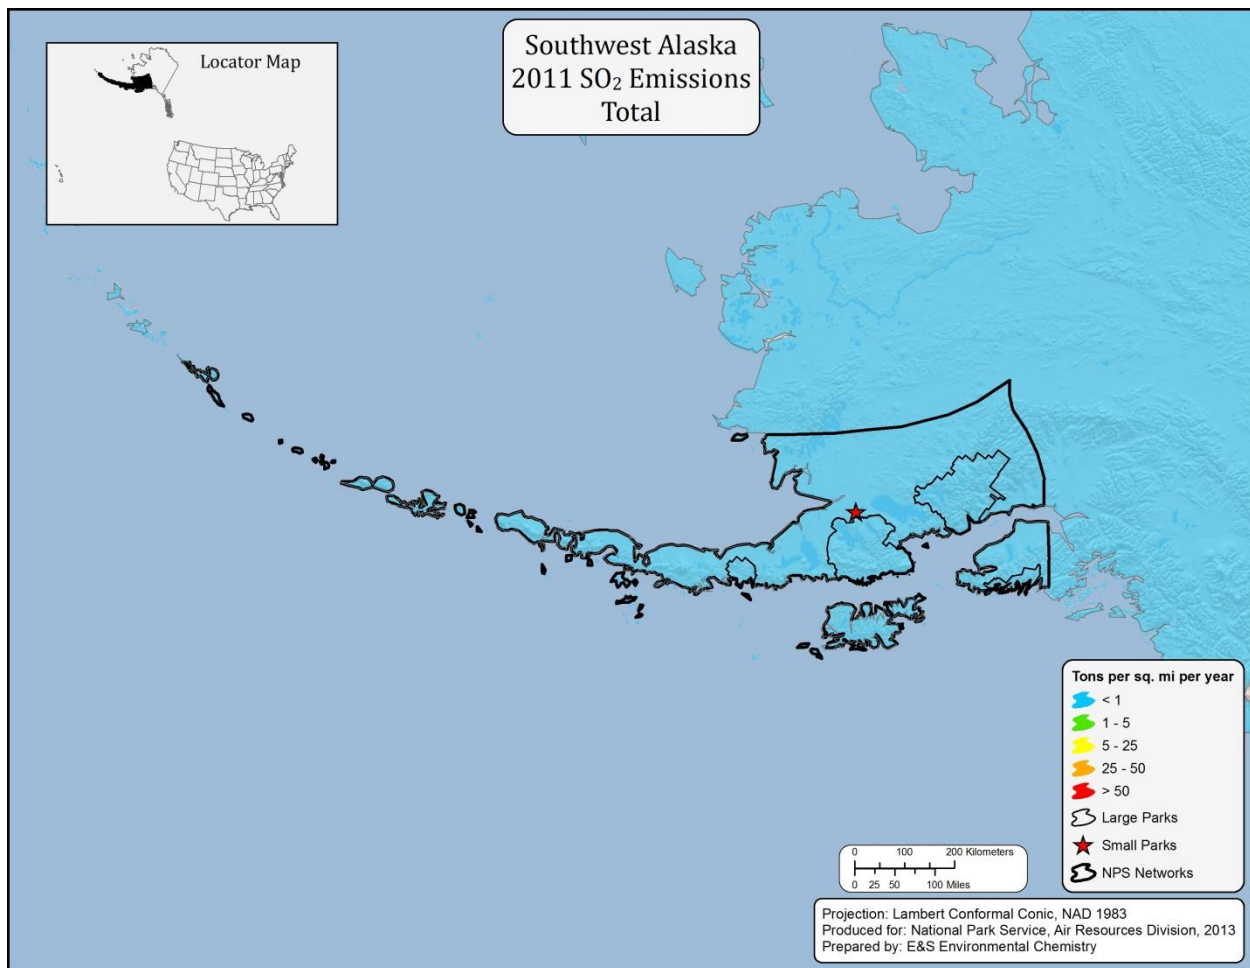 Locator Map
Southwest Alaska
2011 SO₂ Emissions
Total
Tons per sq. mi per year
< 1
1 - 5
5 - 25
25 - 50
> 50
Large Parks
Small Parks
NPS Networks
0 100 200 Kilometers
0 25 50 100 Miles
Projection: Lambert Conformal Conic, NAD 1983
Produced for: National Park Service, Air Resources Division, 2013
Prepared by: E&S Environmental Chemistry